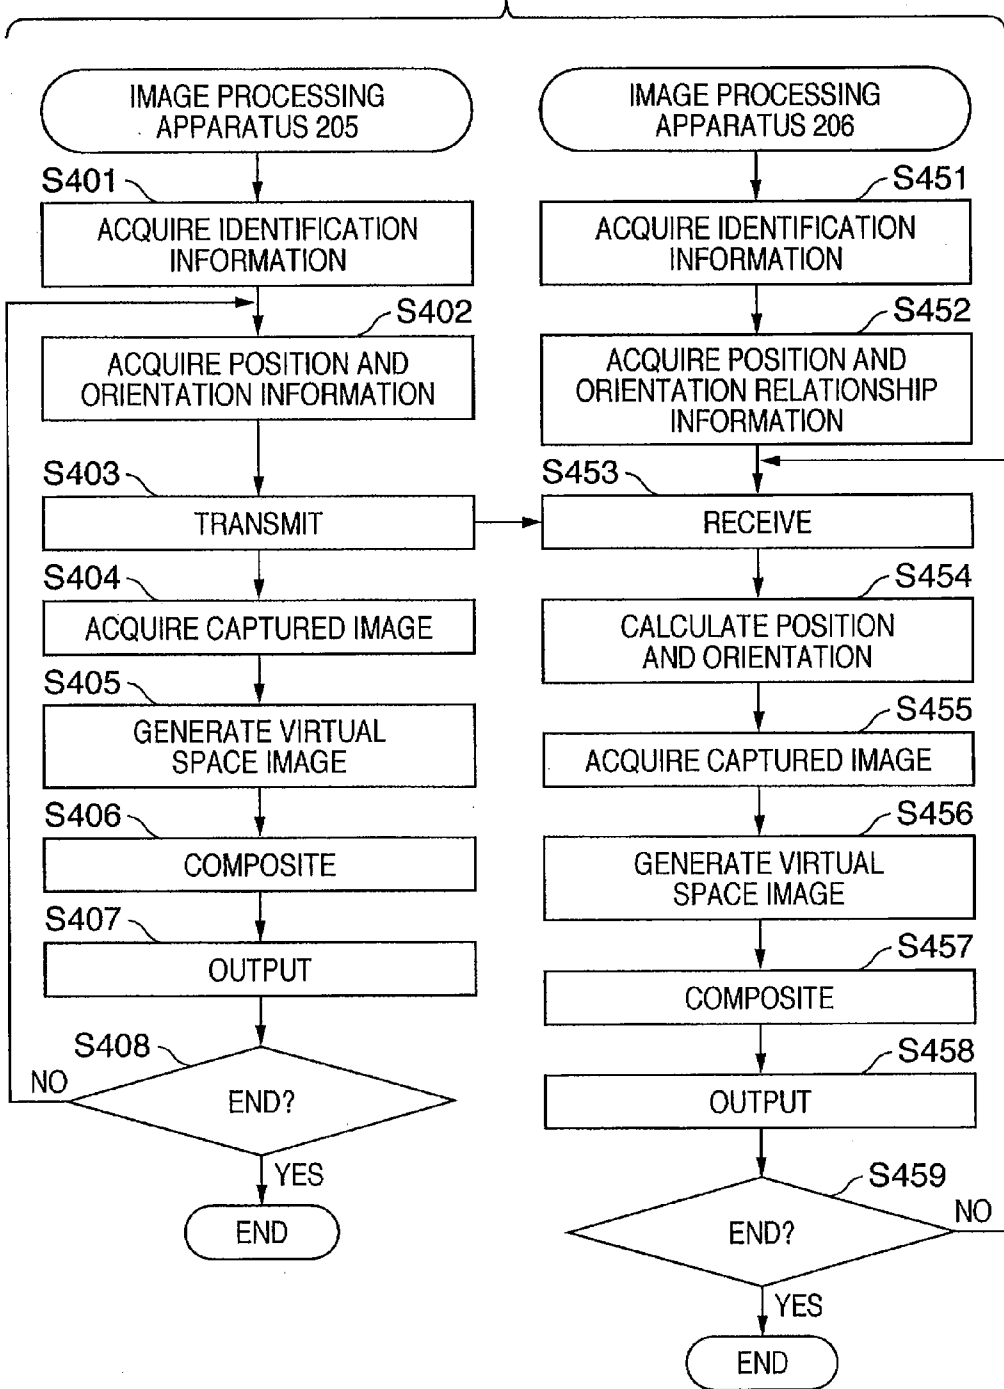 IMAGE PROCESSING
APPARATUS 205
S401
ACQUIRE IDENTIFICATION
INFORMATION
S402
ACQUIRE POSITION AND
ORIENTATION INFORMATION
S403
TRANSMIT
S404
ACQUIRE CAPTURED IMAGE
S405
GENERATE VIRTUAL
SPACE IMAGE
S406
COMPOSITE
S407
OUTPUT
S408
NO
END?
YES
END
IMAGE PROCESSING
APPARATUS 206
S451
ACQUIRE IDENTIFICATION
INFORMATION
S452
ACQUIRE POSITION AND
ORIENTATION RELATIONSHIP
INFORMATION
S453
RECEIVE
S454
CALCULATE POSITION
AND ORIENTATION
S455
ACQUIRE CAPTURED IMAGE
S456
GENERATE VIRTUAL
SPACE IMAGE
S457
COMPOSITE
S458
OUTPUT
S459
END?
NO
YES
END